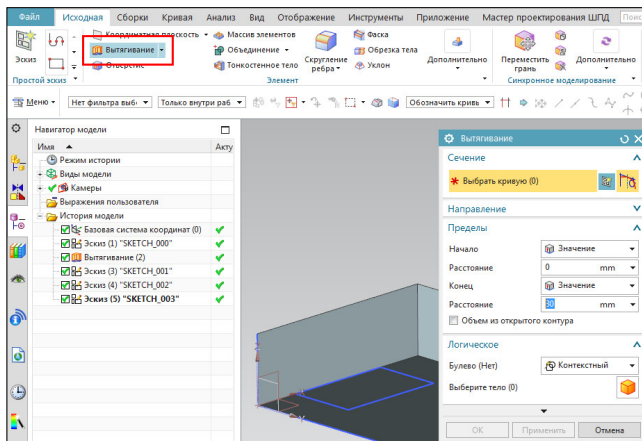 Файл Исходная Сборки Кривая Анализ Вид Отображение Инструменты Приложение Мастер проектирования ШПД Поис
Координатная плоскость Массив элементов Фаска
Вытягивание Объединение Обрезка тела
Эскиз Отверстие Тонкостенное тело Скругление ребра Уклон Дополнительно Переместить грань Дополнительно
Простой эскиз Элемент Синхронное моделирование
Меню Нет фильтра выб Только внутри раб Обозначить кривь
Навигатор модели
Имя Акту
Режим истории
Виды модели
Камеры
Выражения пользователя
История модели
Базовая система координат (0)
Эскиз (1) "SKETCH_000"
Вытягивание (2)
Эскиз (3) "SKETCH_001"
Эскиз (4) "SKETCH_002"
Эскиз (5) "SKETCH_003"
Вытягивание
Сечение
Выбрать кривую (0)
Направление
Пределы
Начало Значение
Расстояние 0 mm
Конец Значение
Расстояние 30 mm
Объем из открытого контура
Логическое
Булево (Нет) Контекстный
Выберите тело (0)
ОК Применить Отмена